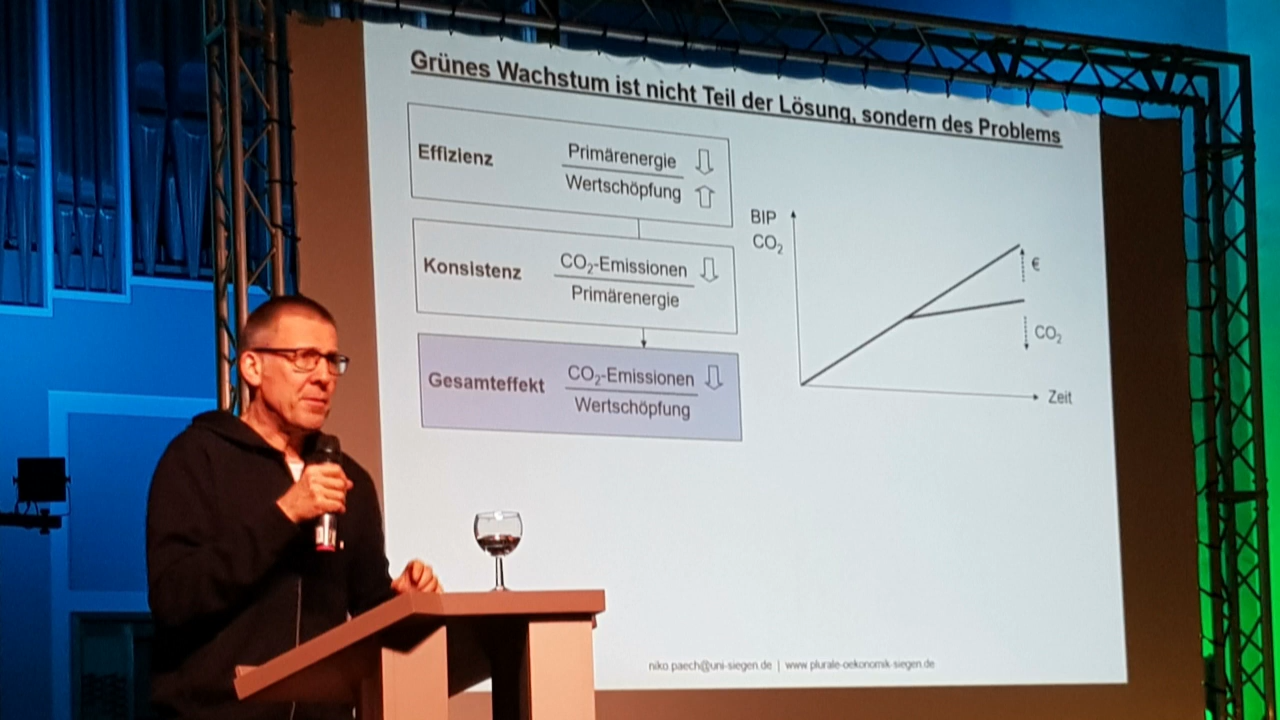 Grünes Wachstum ist nicht Teil der Lösung, sondern des Problems
Effizienz
Primärenergie
Wertschöpfung
Konsistenz
CO₂-Emissionen
Primärenergie
Gesamteffekt
CO₂-Emissionen
Wertschöpfung
BIP
CO₂
€
CO₂
Zeit
niko.paech@uni-siegen.de | www.plurale-oekonomik-siegen.de